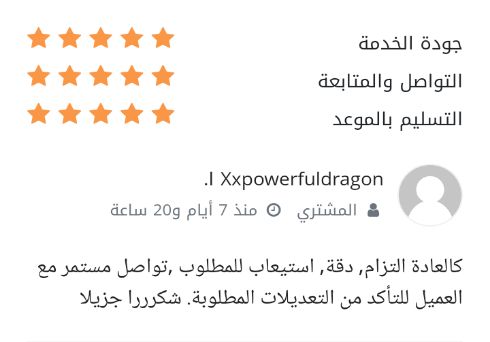 جودة الخدمة
التواصل والمتابعة
التسليم بالموعد
Xxpowerfuldragon ا.
المشتري منذ 7 أيام و20 ساعة
كالعادة التزام, دقة, استيعاب للمطلوب ,تواصل مستمر مع
العميل للتأكد من التعديلات المطلوبة. شكرررا جزيلا